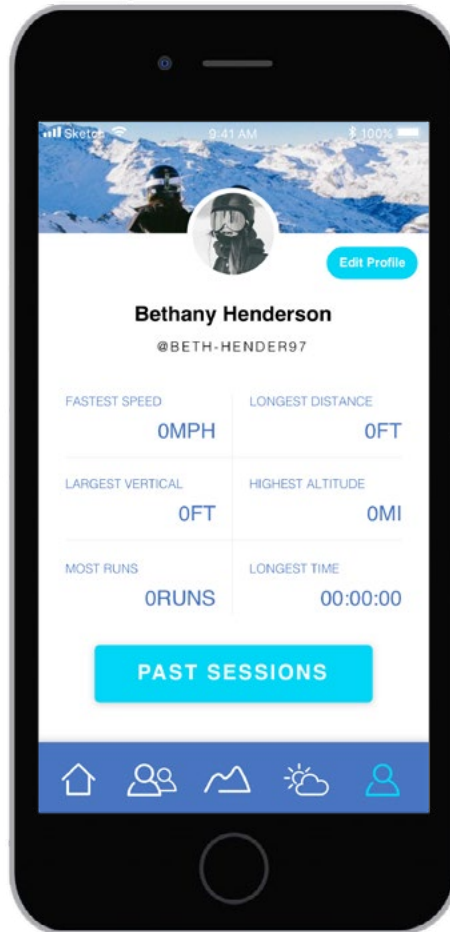 Sketch 9:41 AM 100%
Edit Profile
Bethany Henderson
@BETH-HENDER97
FASTEST SPEED LONGEST DISTANCE
0MPH 0FT
LARGEST VERTICAL HIGHEST ALTITUDE
0FT 0MI
MOST RUNS LONGEST TIME
0RUNS 00:00:00
PAST SESSIONS